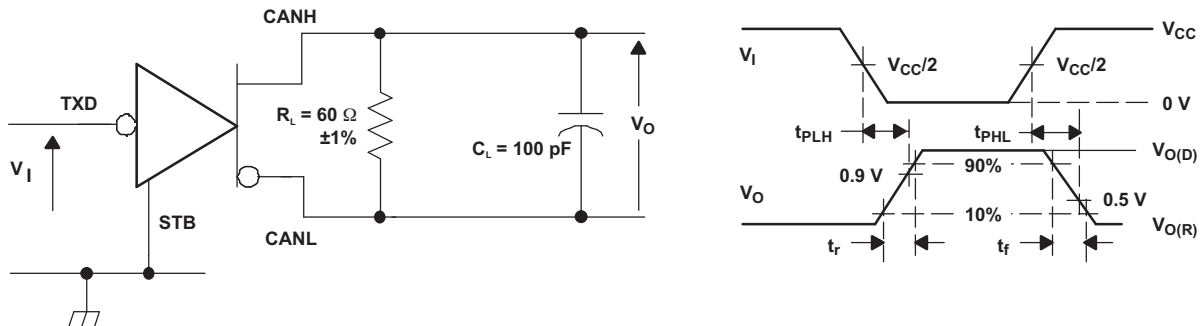 CANH
TXD
R_L = 60 Ω
±1%
C_L = 100 pF
V_O
V_I
STB
CANL
V_I
V_CC
V_CC/2
V_CC/2
0 V
t_PLH
t_PHL
V_O(D)
90%
0.9 V
V_O
0.5 V
10%
V_O(R)
t_r
t_f